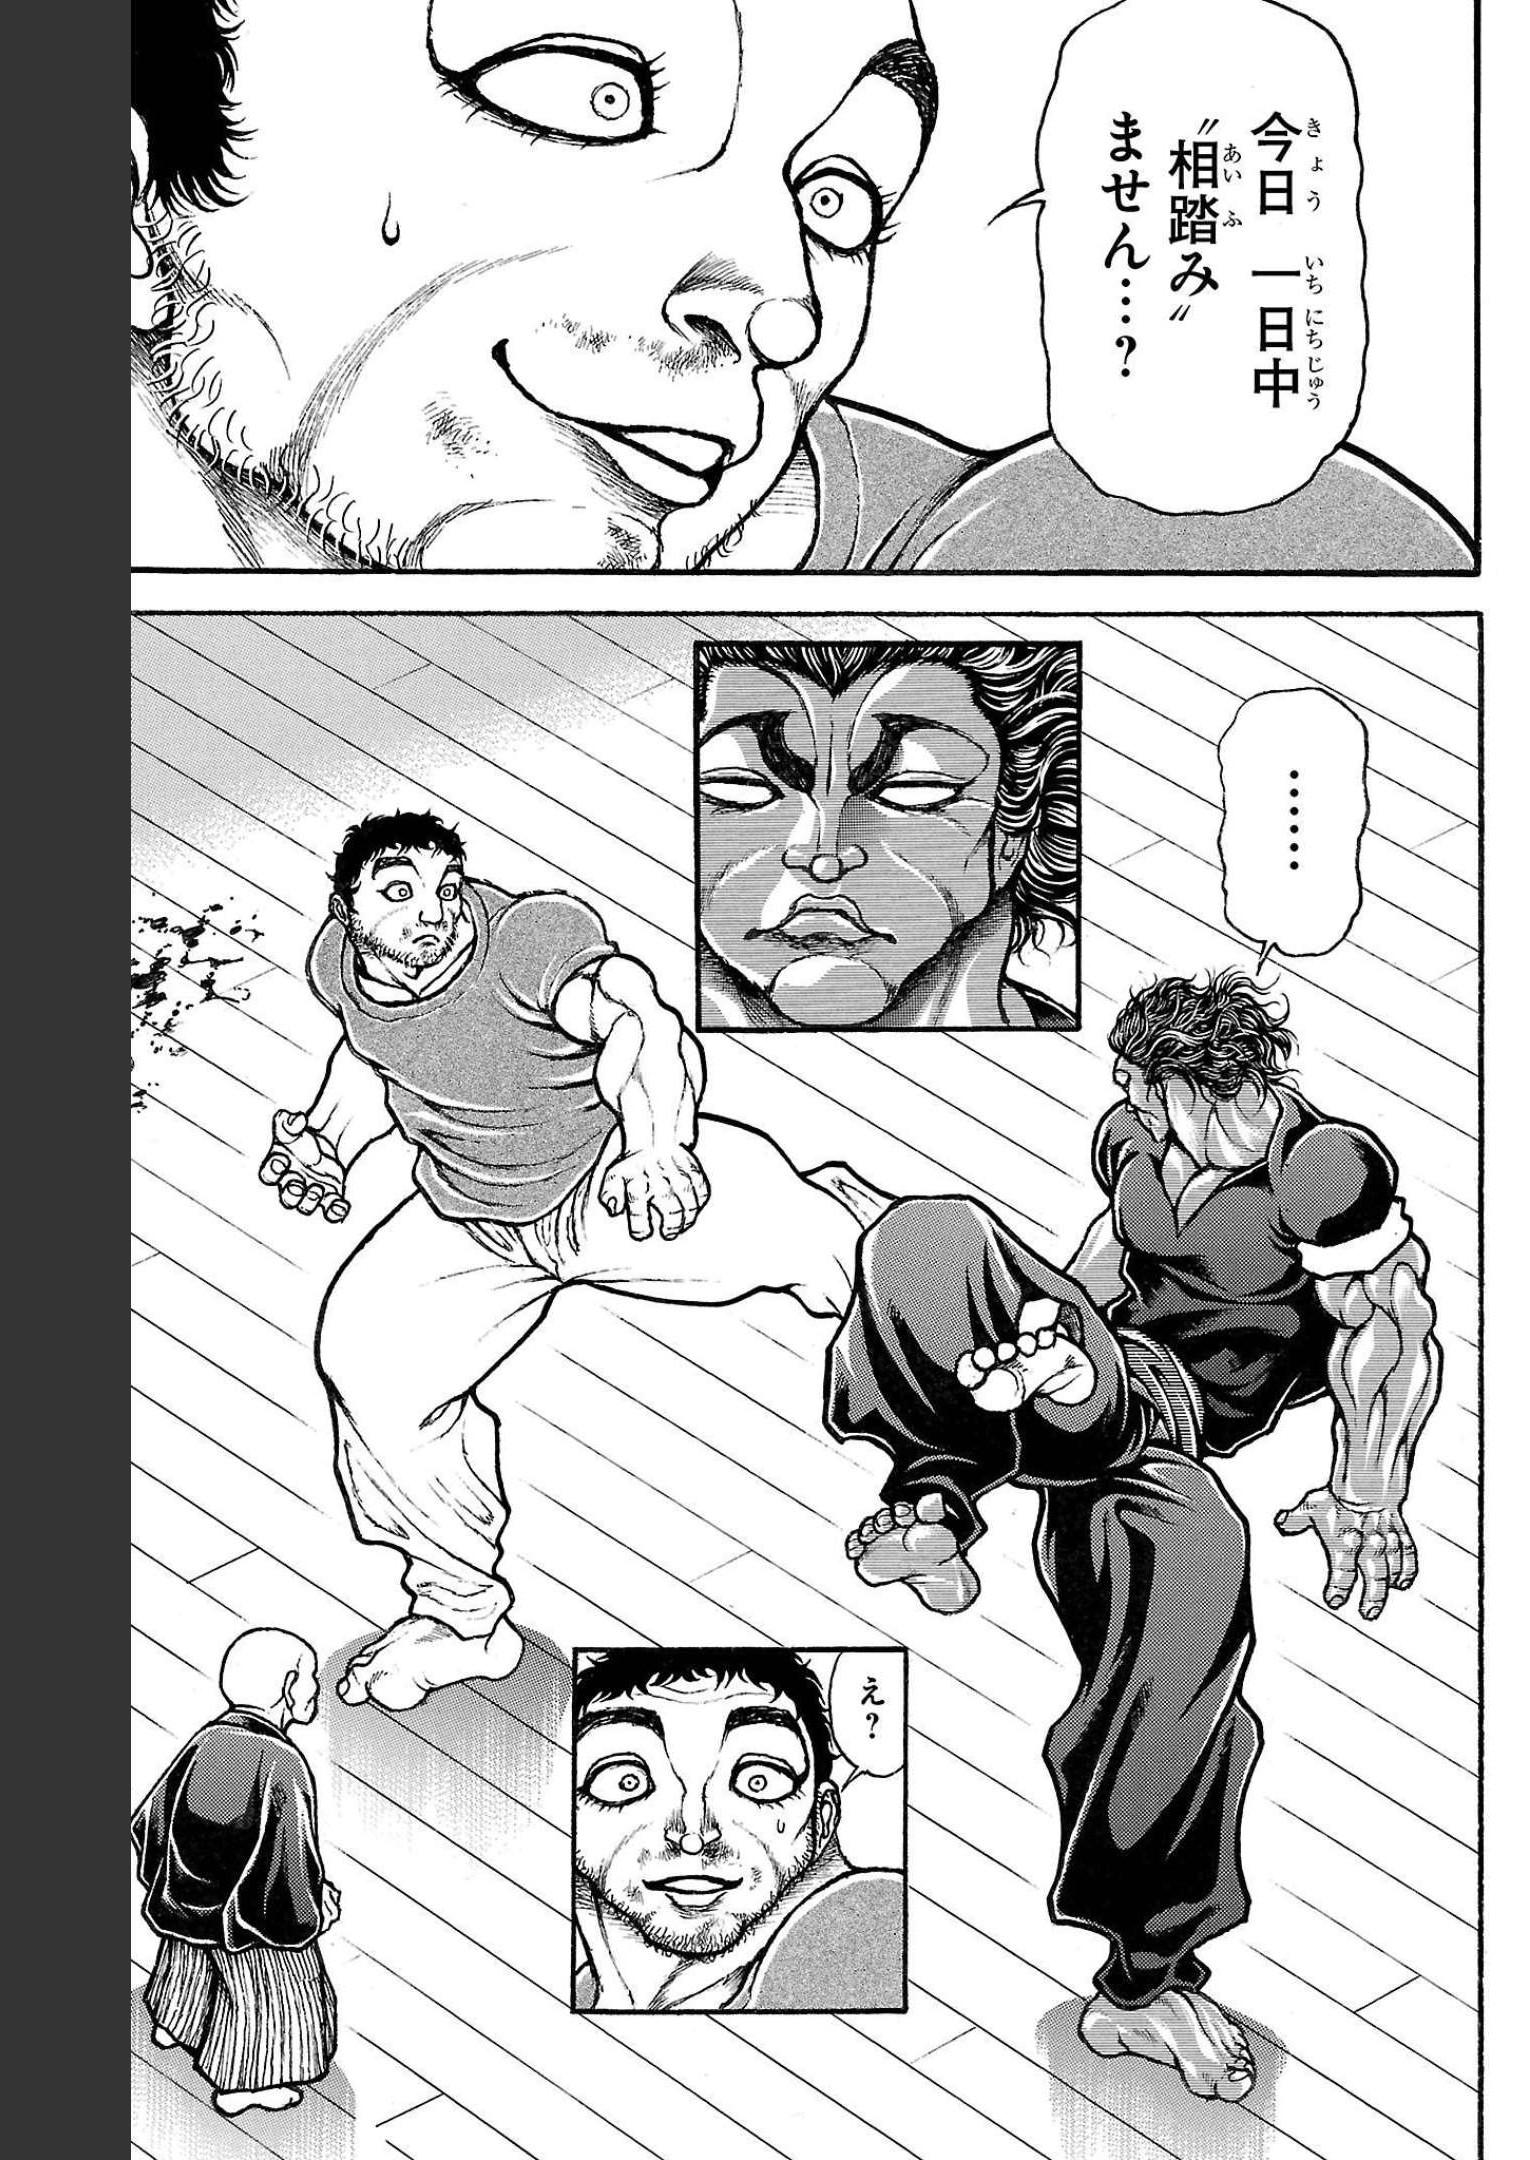 今日 一日中
〝相踏み〟
ません…?
……
え?